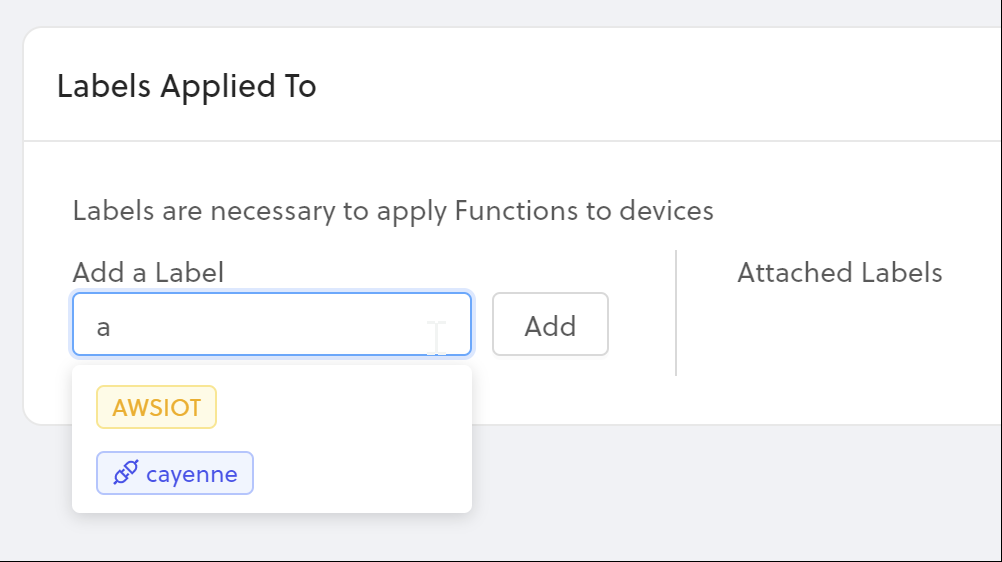 Labels Applied To
Labels are necessary to apply Functions to devices
Add a Label
a
Add
AWSIOT
cayenne
Attached Labels